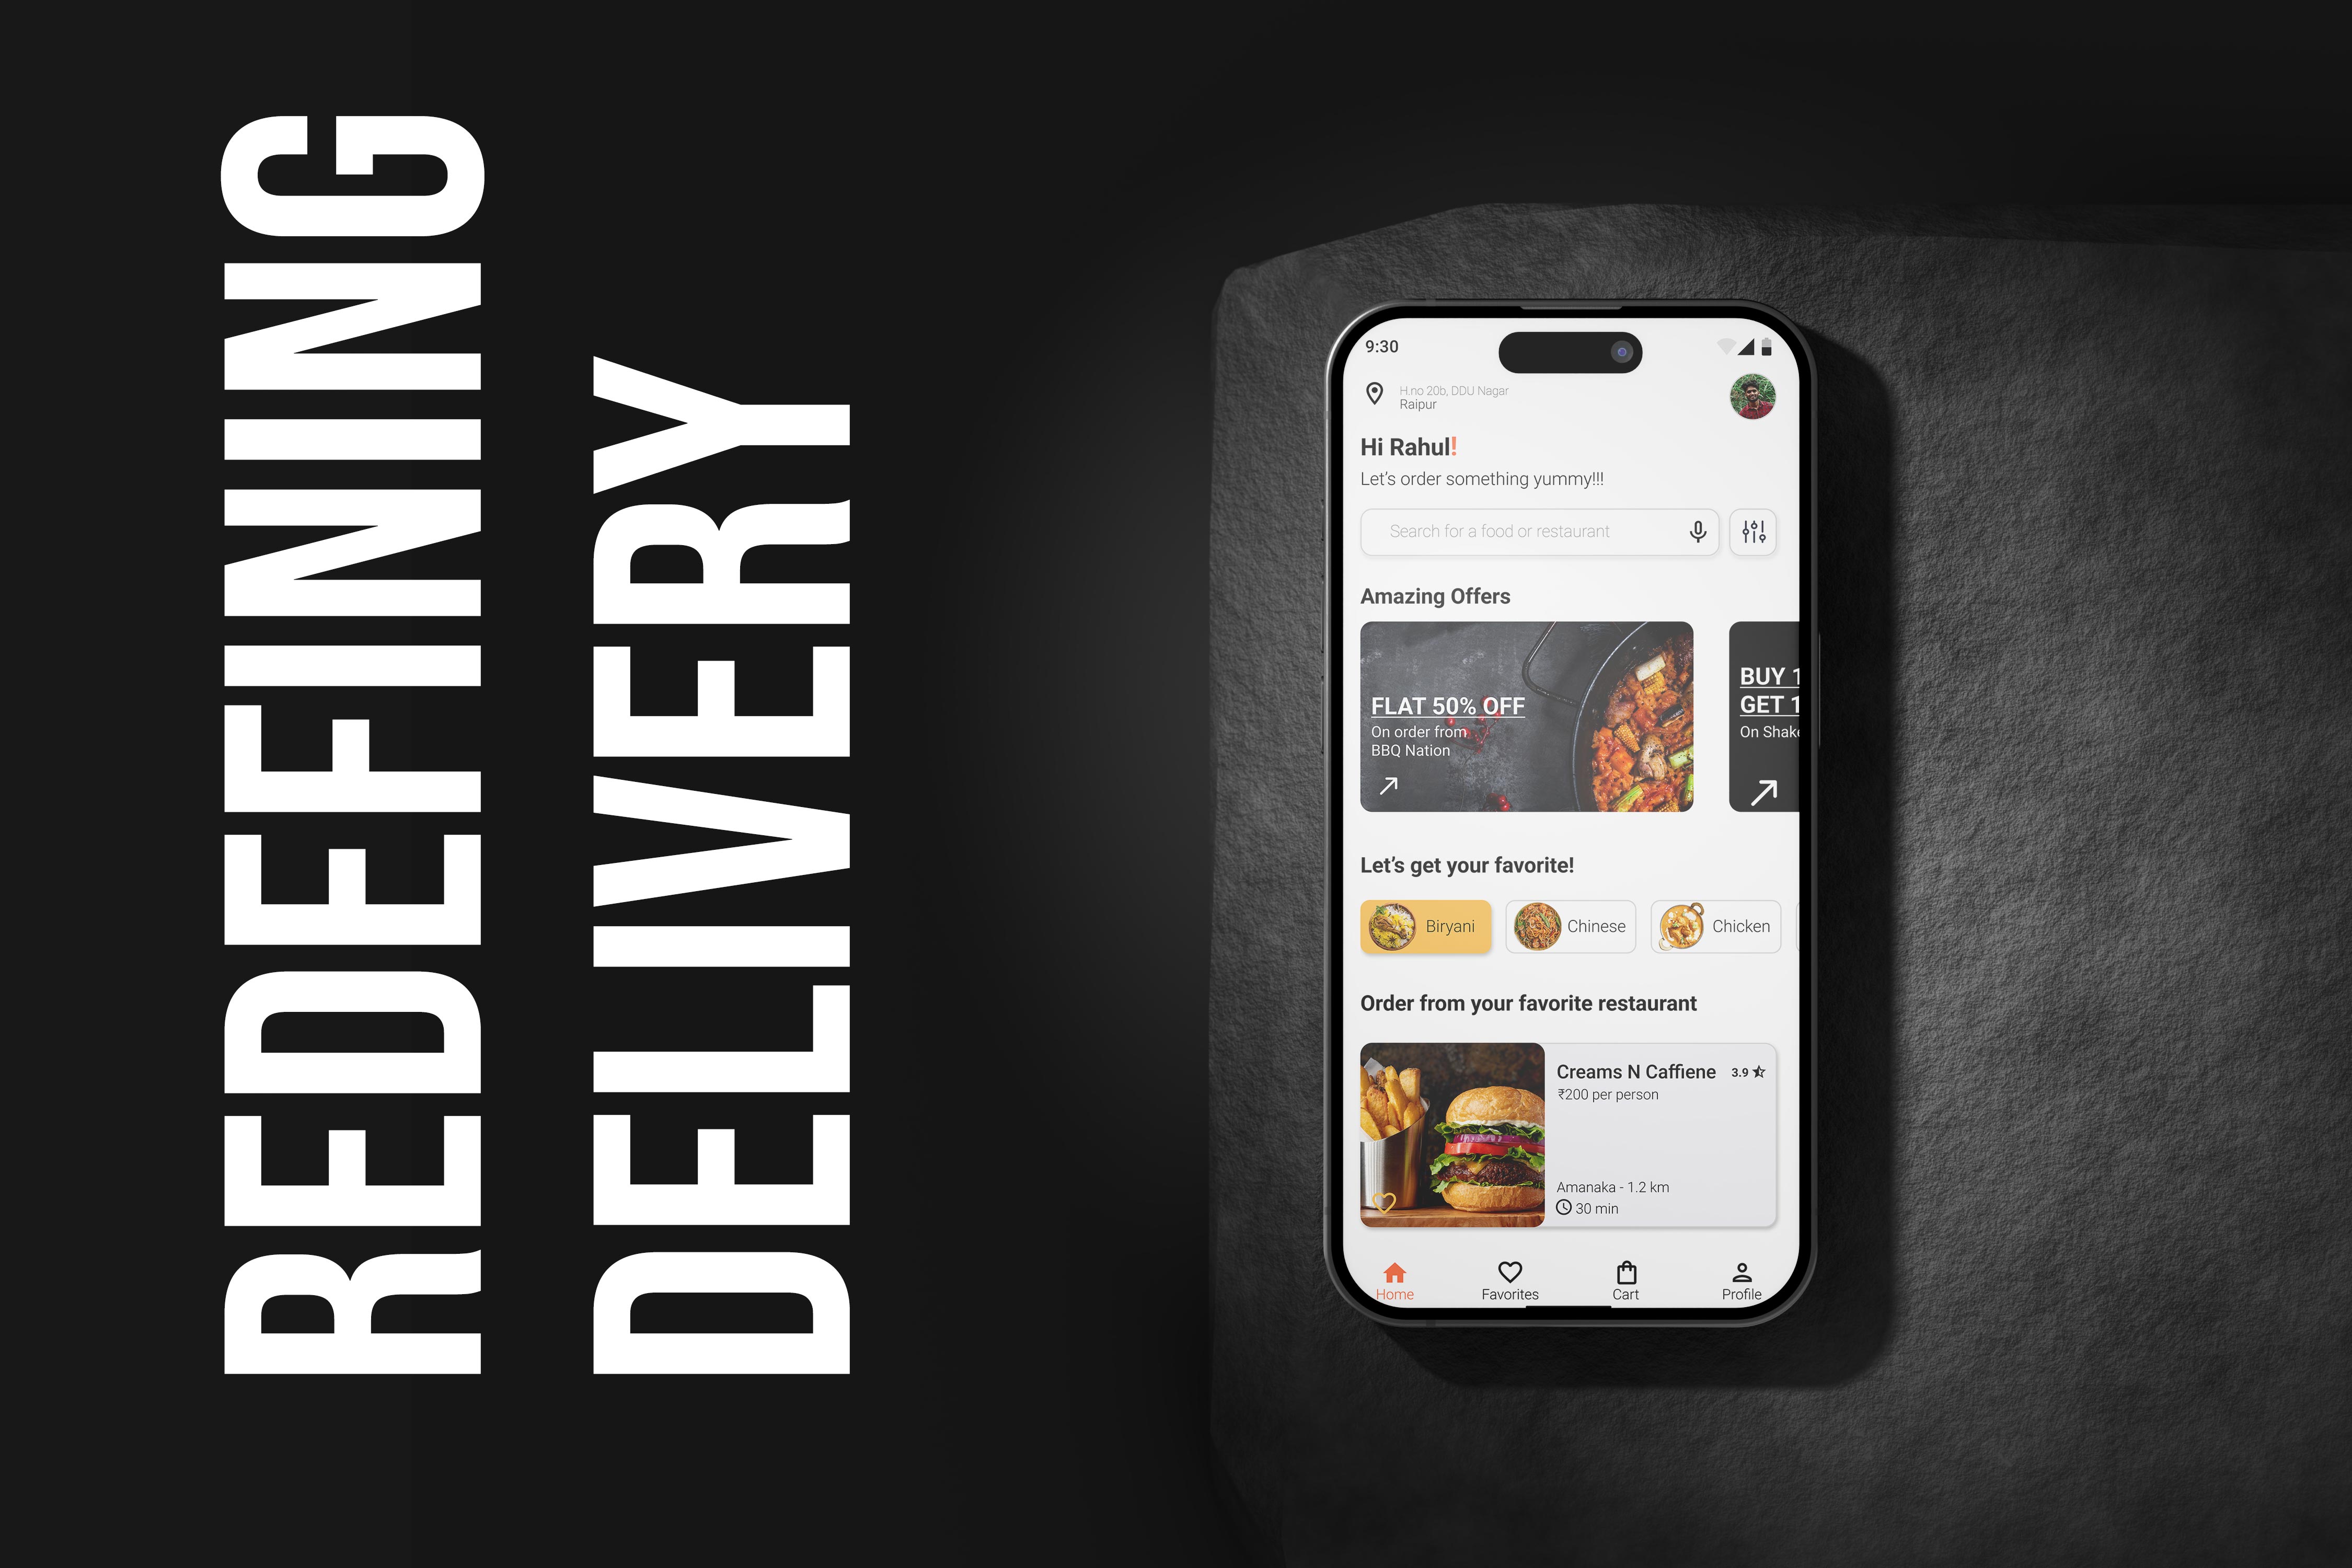 REDEFINING
DELIVERY
9:30
H.no 20b, DDU Nagar
Raipur
Hi Rahul!
Let's order something yummy!!!
Search for a food or restaurant
Amazing Offers
FLAT 50% OFF
On order from
BBQ Nation
BUY 1
GET 1
On Shake
Let's get your favorite!
Biryani
Chinese
Chicken
Order from your favorite restaurant
Creams N Caffiene
3.9
₹200 per person
Amanaka - 1.2 km
30 min
Home
Favorites
Cart
Profile